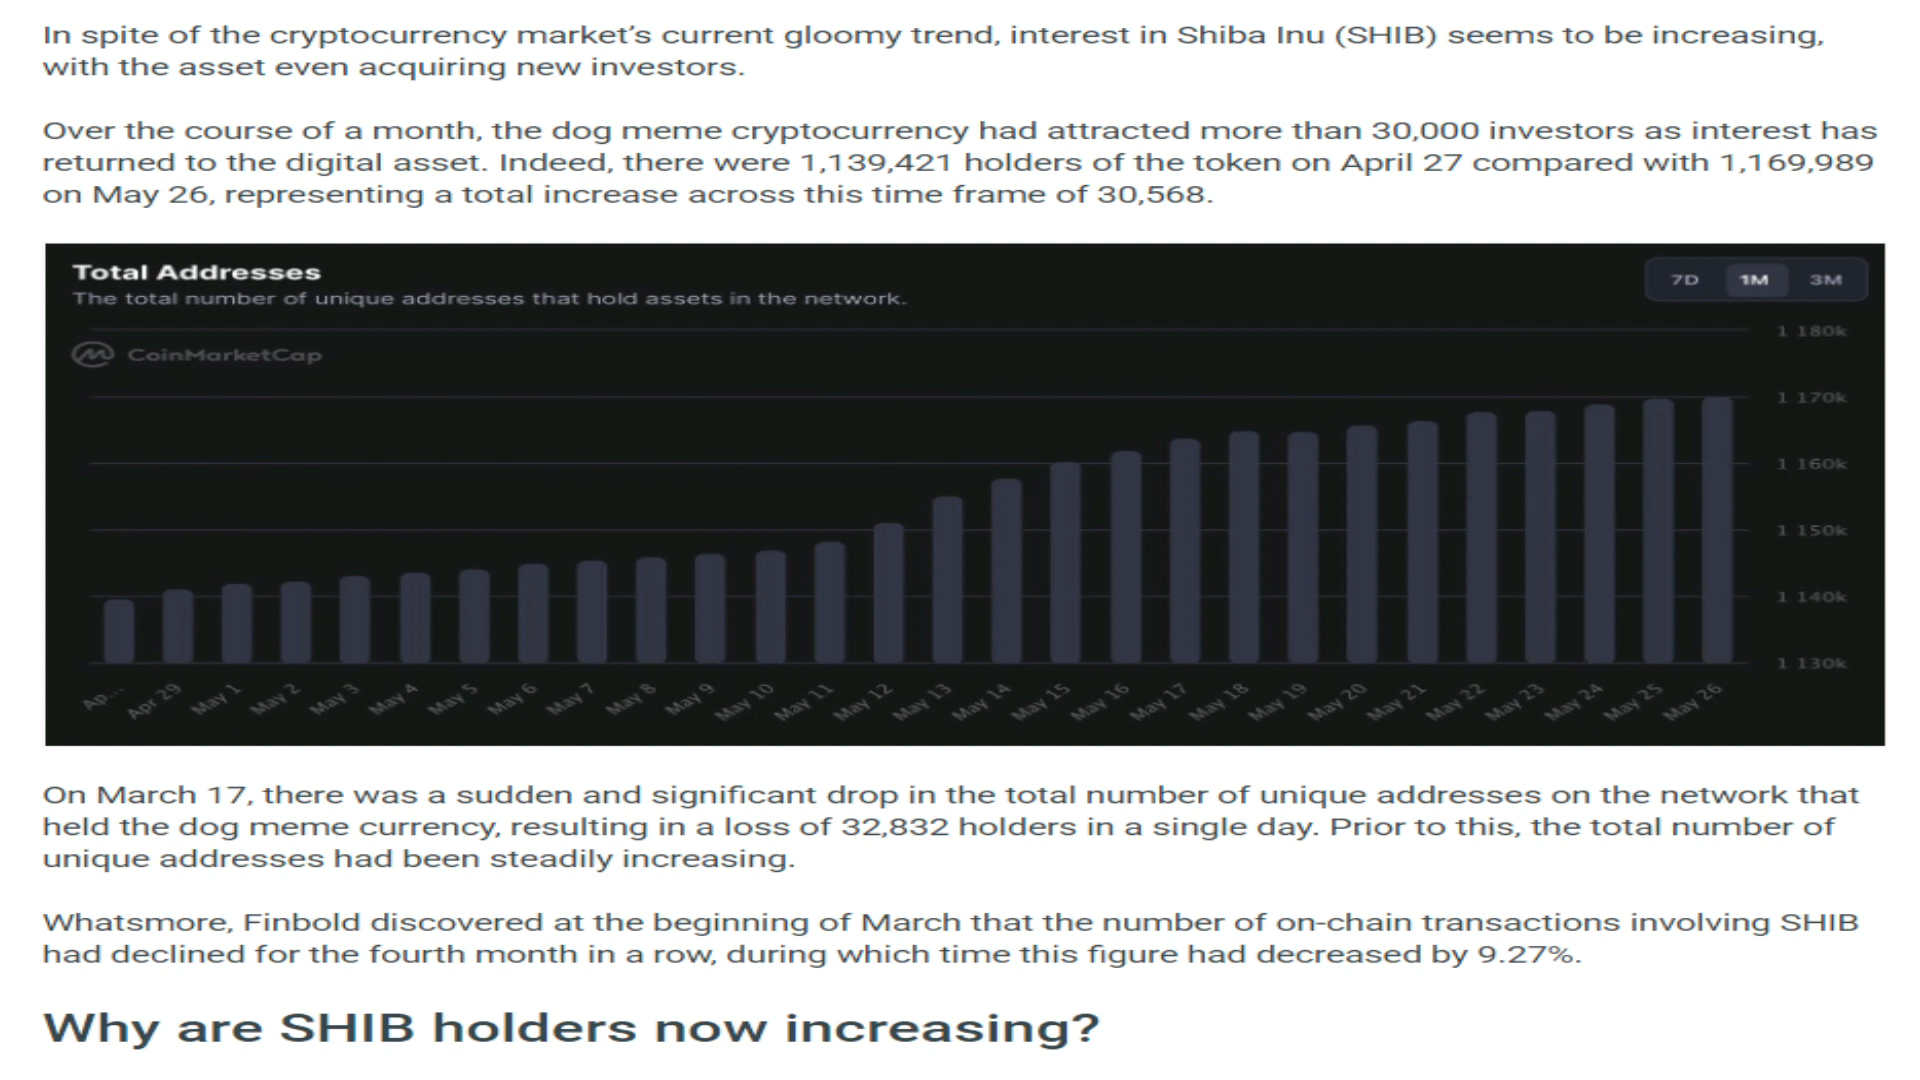 In spite of the cryptocurrency market’s current gloomy trend, interest in Shiba Inu (SHIB) seems to be increasing,
with the asset even acquiring new investors.
Over the course of a month, the dog meme cryptocurrency had attracted more than 30,000 investors as interest has
returned to the digital asset. Indeed, there were 1,139,421 holders of the token on April 27 compared with 1,169,989
on May 26, representing a total increase across this time frame of 30,568.
Total Addresses
The total number of unique addresses that hold assets in the network.
7D 1M 3M
CoinMarketCap
1 180k
1 170k
1 160k
1 150k
1 140k
1 130k
Ap... Apr 29 May 1 May 2 May 3 May 4 May 5 May 6 May 7 May 8 May 9 May 10 May 11 May 12 May 13 May 14 May 15 May 16 May 17 May 18 May 19 May 20 May 21 May 22 May 23 May 24 May 25 May 26
On March 17, there was a sudden and significant drop in the total number of unique addresses on the network that
held the dog meme currency, resulting in a loss of 32,832 holders in a single day. Prior to this, the total number of
unique addresses had been steadily increasing.
Whatsmore, Finbold discovered at the beginning of March that the number of on-chain transactions involving SHIB
had declined for the fourth month in a row, during which time this figure had decreased by 9.27%.
Why are SHIB holders now increasing?